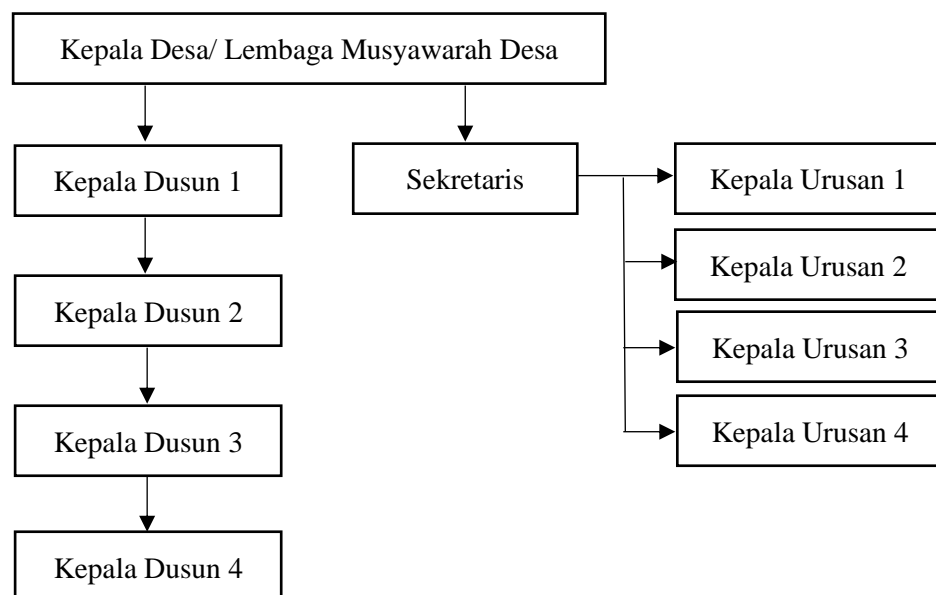 Kepala Desa/ Lembaga Musyawarah Desa
Kepala Dusun 1
Sekretaris
Kepala Urusan 1
Kepala Urusan 2
Kepala Dusun 2
Kepala Urusan 3
Kepala Dusun 3
Kepala Urusan 4
Kepala Dusun 4